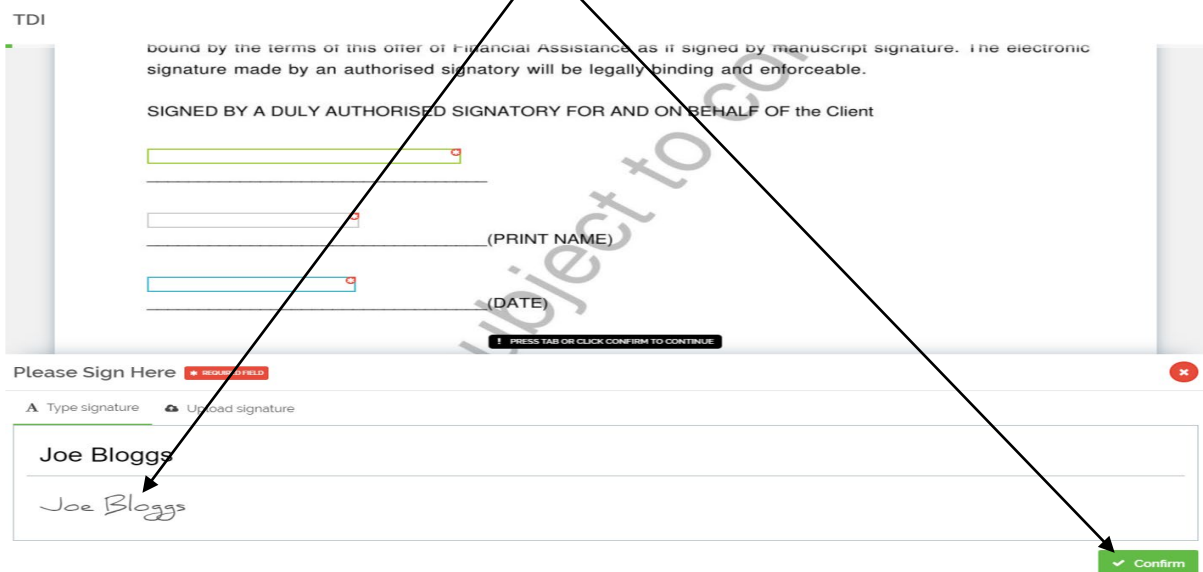 TDI
bound by the terms of this offer of Financial Assistance as if signed by manuscript signature. The electronic
signature made by an authorised signatory will be legally binding and enforceable.
SIGNED BY A DULY AUTHORISED SIGNATORY FOR AND ON BEHALF OF the Client
(PRINT NAME)
(DATE)
ubject to co
! PRESS TAB OR CLICK CONFIRM TO CONTINUE
Please Sign Here * REQUIRED FIELD
A Type signature Upload signature
Joe Bloggs
Joe Bloggs
Confirm